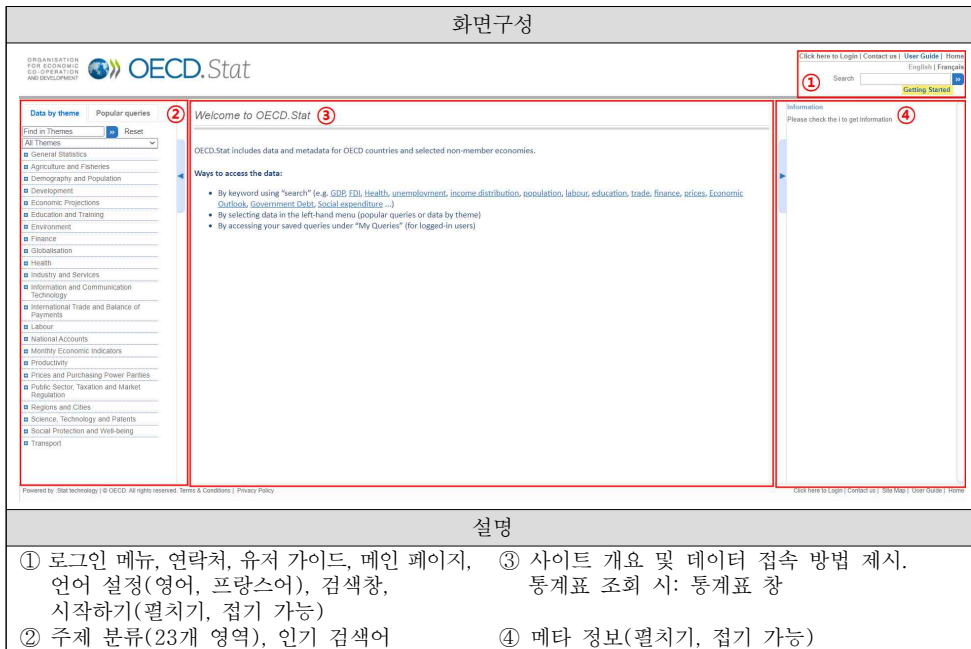 화면구성
ORGANISATION
FOR ECONOMIC
CO-OPERATION
AND DEVELOPMENT
OECD.Stat
Click here to Login | Contact us | User Guide | Home
English | Français
① Search
Getting Started
Data by theme Popular queries ②
Find in Themes Reset
All Themes
General Statistics
Agriculture and Fisheries
Demography and Population
Development
Economic Projections
Education and Training
Environment
Finance
Globalisation
Health
Industry and Services
Information and Communication
Technology
International Trade and Balance of
Payments
Labour
National Accounts
Monthly Economic Indicators
Productivity
Prices and Purchasing Power Parities
Public Sector, Taxation and Market
Regulation
Regions and Cities
Science, Technology and Patents
Social Protection and Well-being
Transport
Welcome to OECD.Stat ③
OECD.Stat includes data and metadata for OECD countries and selected non-member economies.
Ways to access the data:
• By keyword using "search" (e.g. GDP, FDI, Health, unemployment, income distribution, population, labour, education, trade, finance, prices, Economic
Outlook, Government Debt, Social expenditure ...)
• By selecting data in the left-hand menu (popular queries or data by theme)
• By accessing your saved queries under "My Queries" (for logged-in users)
Information
Please check the i to get information ④
Powered by .Stat technology | © OECD. All rights reserved. Terms & Conditions | Privacy Policy
Click here to Login | Contact us | Site Map | User Guide | Home
설명
① 로그인 메뉴, 연락처, 유저 가이드, 메인 페이지,
언어 설정(영어, 프랑스어), 검색창,
시작하기(펼치기, 접기 가능)
② 주제 분류(23개 영역), 인기 검색어
③ 사이트 개요 및 데이터 접속 방법 제시.
통계표 조회 시: 통계표 창
④ 메타 정보(펼치기, 접기 가능)